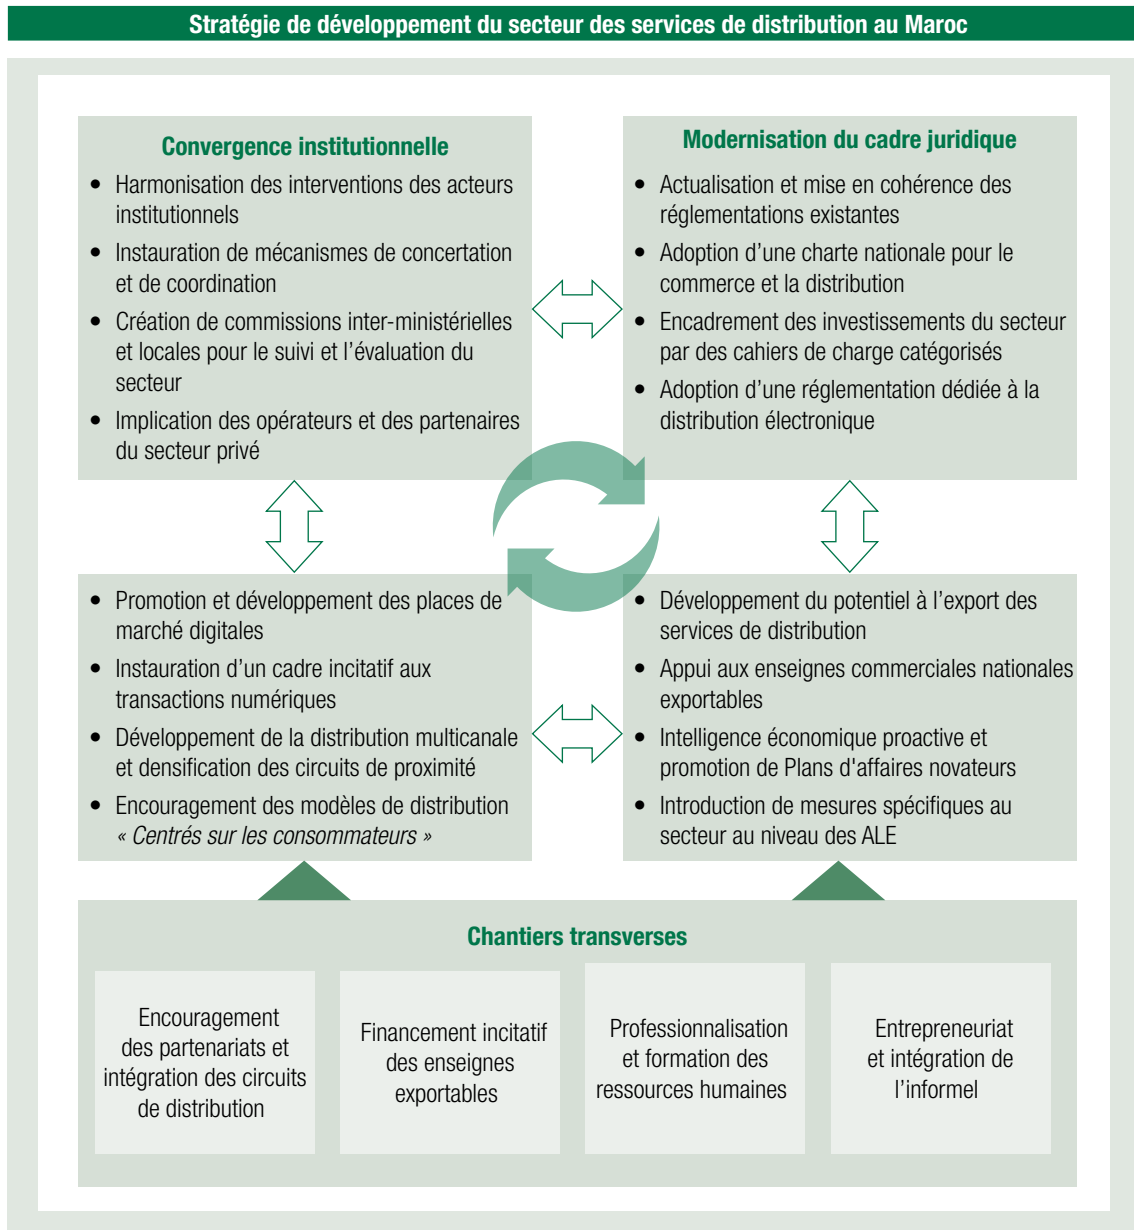 Stratégie de développement du secteur des services de distribution au Maroc
Convergence institutionnelle
• Harmonisation des interventions des acteurs
institutionnels
• Instauration de mécanismes de concertation
et de coordination
• Création de commissions inter-ministérielles
et locales pour le suivi et l’évaluation du
secteur
• Implication des opérateurs et des partenaires
du secteur privé
Modernisation du cadre juridique
• Actualisation et mise en cohérence des
réglementations existantes
• Adoption d’une charte nationale pour le
commerce et la distribution
• Encadrement des investissements du secteur
par des cahiers de charge catégorisés
• Adoption d’une réglementation dédiée à la
distribution électronique
• Promotion et développement des places de
marché digitales
• Instauration d’un cadre incitatif aux
transactions numériques
• Développement de la distribution multicanale
et densification des circuits de proximité
• Encouragement des modèles de distribution
« Centrés sur les consommateurs »
• Développement du potentiel à l’export des
services de distribution
• Appui aux enseignes commerciales nationales
exportables
• Intelligence économique proactive et
promotion de Plans d'affaires novateurs
• Introduction de mesures spécifiques au
secteur au niveau des ALE
Chantiers transverses
Encouragement
des partenariats et
intégration des circuits
de distribution
Financement incitatif
des enseignes
exportables
Professionnalisation
et formation des
ressources humaines
Entrepreneuriat
et intégration de
l’informel